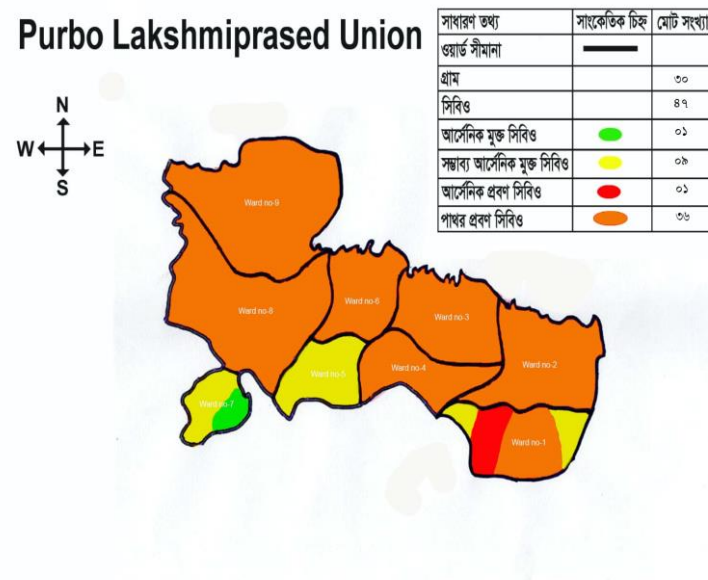 Purbo Lakshmiprased Union
সাধারণ তথ্য সাংকেতিক চিহ্ন মোট সংখ্যা
ওয়ার্ড সীমানা
গ্রাম ৩০
সিবিও ৪৭
আর্সেনিক মুক্ত সিবিও ০১
সম্ভাব্য আর্সেনিক মুক্ত সিবিও ০৯
আর্সেনিক প্রবণ সিবিও ০১
পাথর প্রবণ সিবিও ৩৬
N
W E
S
Ward no-9
Ward no-8
Ward no-6
Ward no-3
Ward no-2
Ward no-5
Ward no-4
Ward no-7
Ward no-1